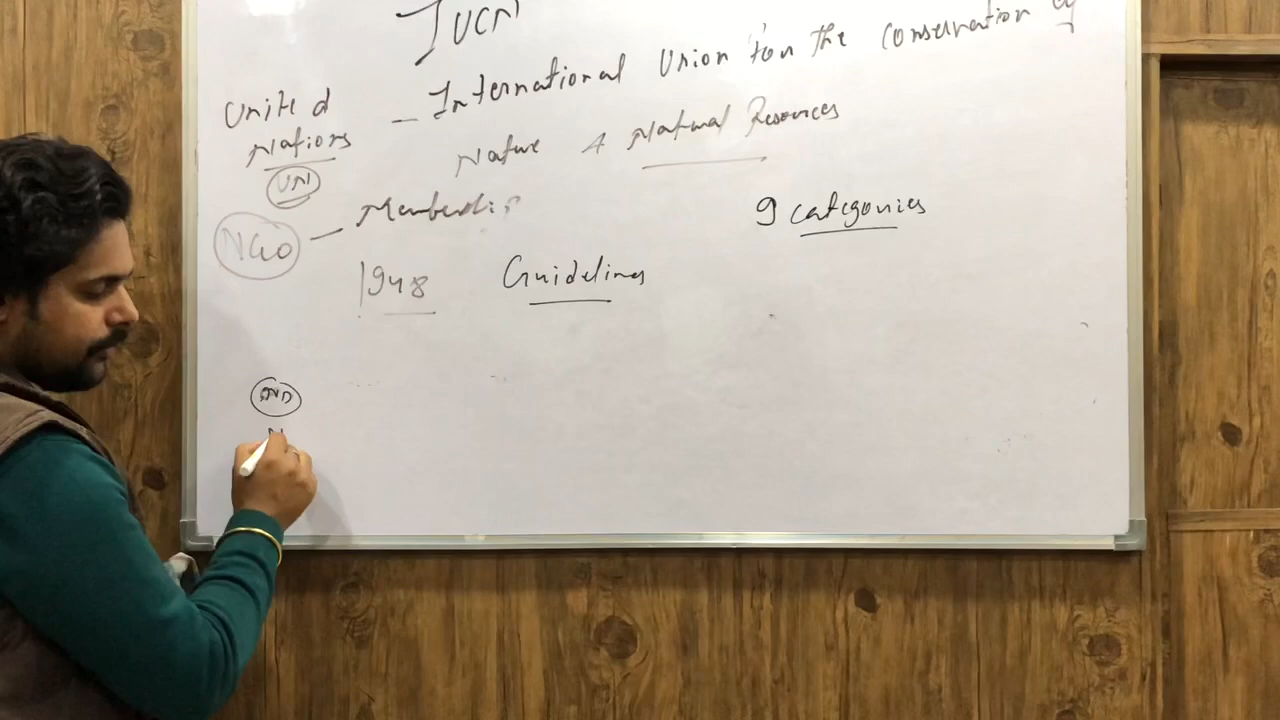 IUCN
International Union for the conservation of
Nature & Natural Resources
United
Nations
UN
NGO — Membership
9 categories
1948
Guidelines
N